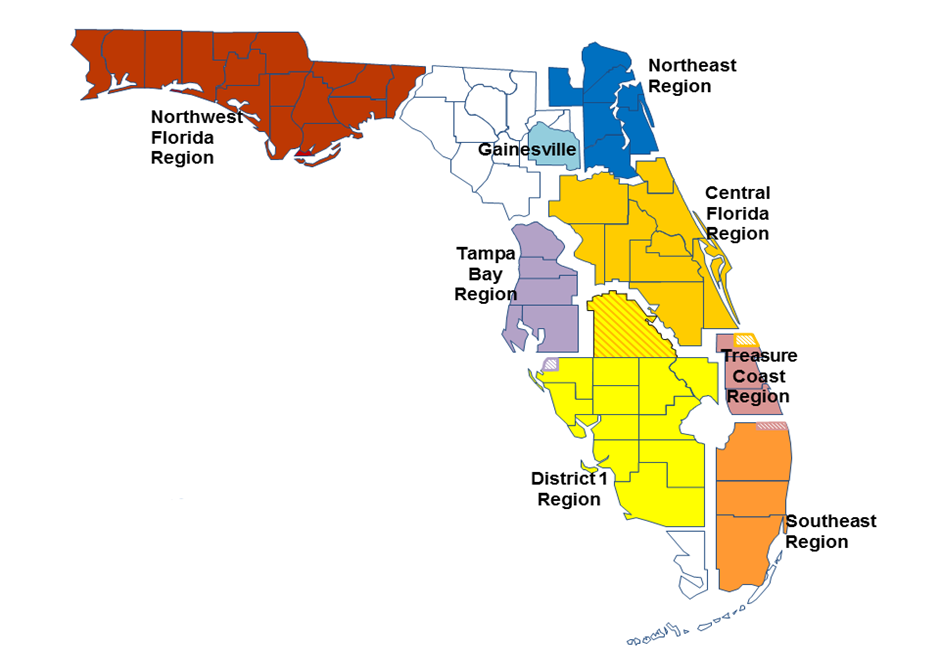 Northeast
Region
Northwest
Florida
Region
Gainesville
Central
Florida
Region
Tampa
Bay
Region
Treasure
Coast
Region
District 1
Region
Southeast
Region